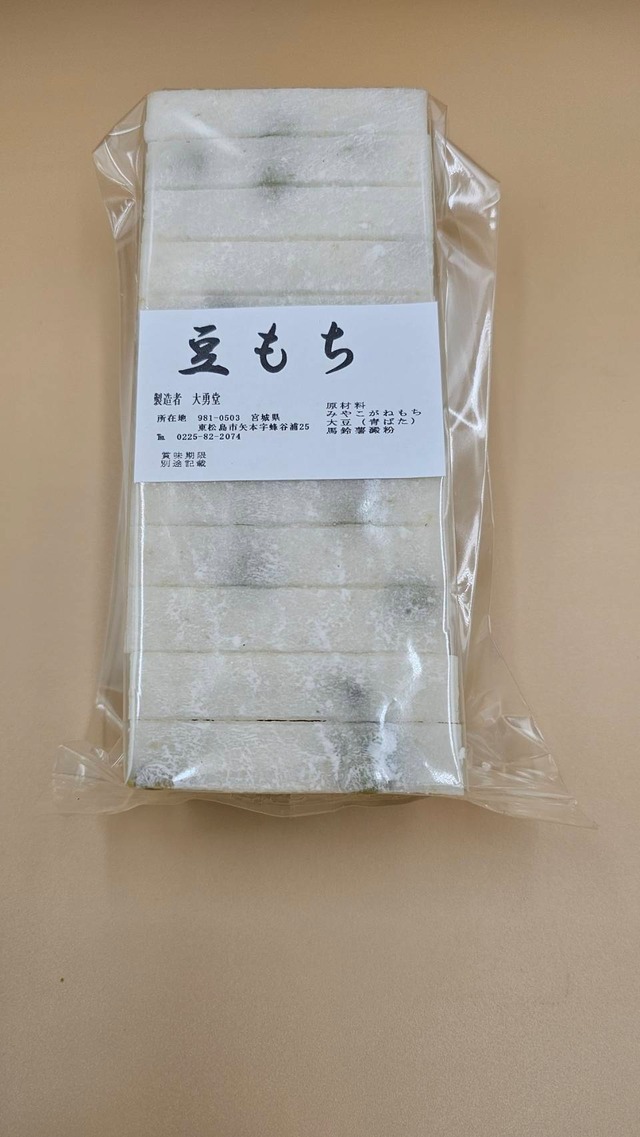 豆もち
製造者 大勇堂
所在地 981-0503 宮城県
東松島市矢本字蜂谷浦25
℡ 0225-82-2074
賞味期限
別途記載
原材料
みやこがねもち
大豆(青ばた)
馬鈴薯澱粉